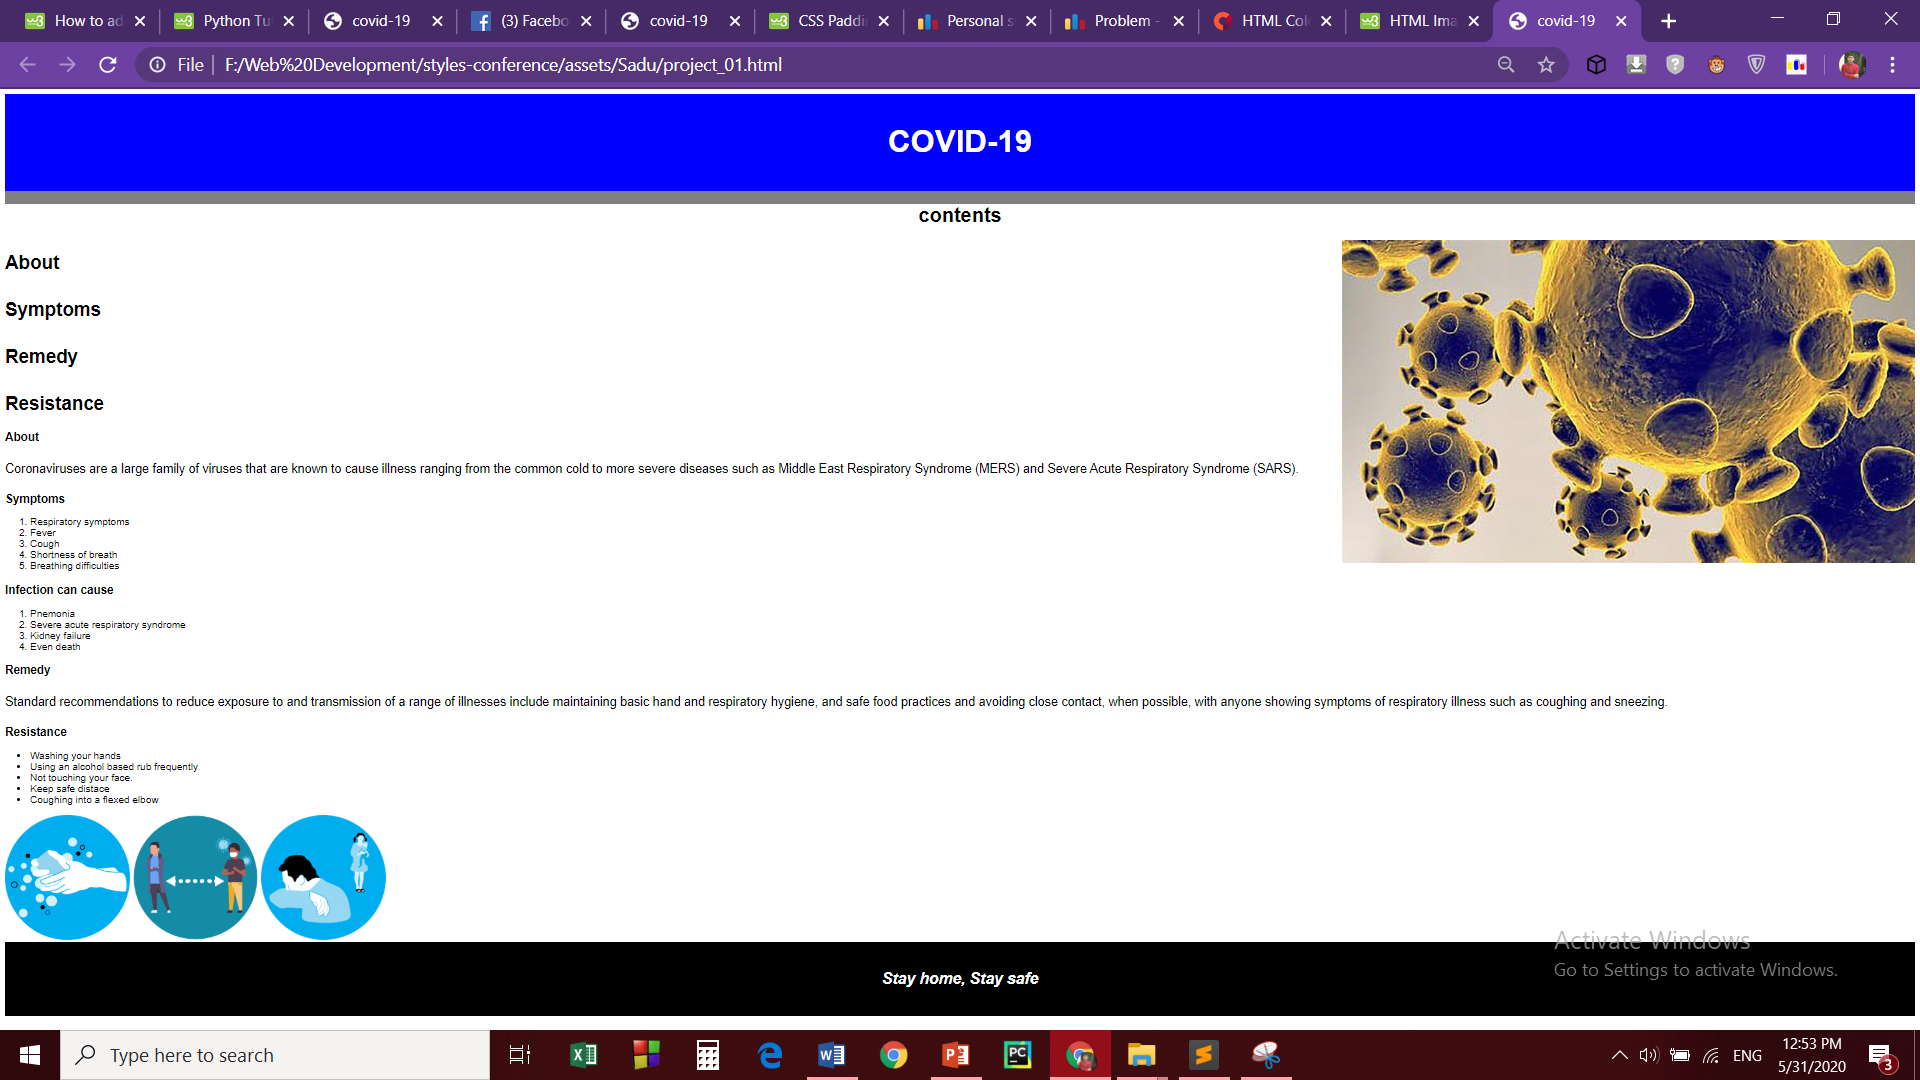 How to ad
Python Tu
covid-19
(3) Facebo
covid-19
CSS Paddi
Personal s
Problem -
HTML Col
HTML Ima
covid-19
File
F:/Web%20Development/styles-conference/assets/Sadu/project_01.html
COVID-19
contents
About
Symptoms
Remedy
Resistance
About
Coronaviruses are a large family of viruses that are known to cause illness ranging from the common cold to more severe diseases such as Middle East Respiratory Syndrome (MERS) and Severe Acute Respiratory Syndrome (SARS).
Symptoms
1. Respiratory symptoms
2. Fever
3. Cough
4. Shortness of breath
5. Breathing difficulties
Infection can cause
1. Pnemonia
2. Severe acute respiratory syndrome
3. Kidney failure
4. Even death
Remedy
Standard recommendations to reduce exposure to and transmission of a range of illnesses include maintaining basic hand and respiratory hygiene, and safe food practices and avoiding close contact, when possible, with anyone showing symptoms of respiratory illness such as coughing and sneezing.
Resistance
• Washing your hands
• Using an alcohol based rub frequently
• Not touching your face.
• Keep safe distace
• Coughing into a flexed elbow
Activate Windows
Go to Settings to activate Windows.
Stay home, Stay safe
Type here to search
ENG
12:53 PM
5/31/2020
3